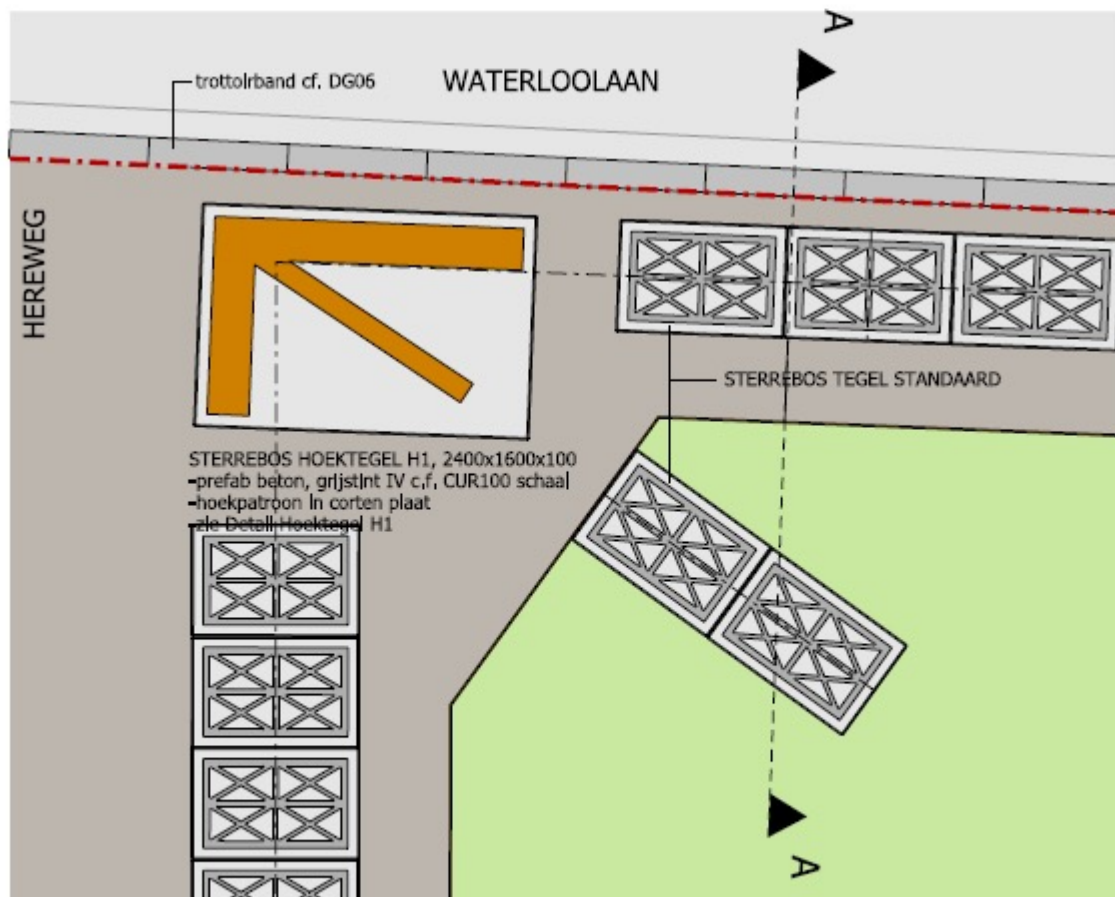 A
trottoirband cf. DG06
WATERLOOLAAN
HEREWEG
STERREBOS TEGEL STANDAARD
STERREBOS HOEKTEGEL H1, 2400x1600x100
-prefab beton, grijstint IV c.f. CUR100 schaal
-hoekpatroon in corten plaat
-zie Detail Hoektegel H1
A